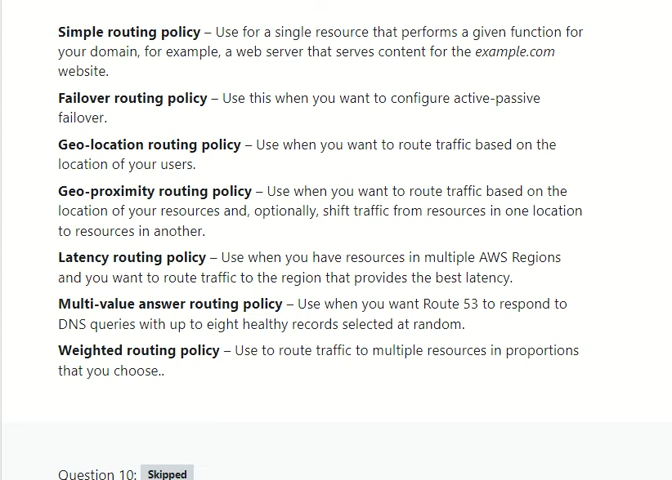 Simple routing policy – Use for a single resource that performs a given function for
your domain, for example, a web server that serves content for the example.com
website.
Failover routing policy – Use this when you want to configure active-passive
failover.
Geo-location routing policy – Use when you want to route traffic based on the
location of your users.
Geo-proximity routing policy – Use when you want to route traffic based on the
location of your resources and, optionally, shift traffic from resources in one location
to resources in another.
Latency routing policy – Use when you have resources in multiple AWS Regions
and you want to route traffic to the region that provides the best latency.
Multi-value answer routing policy – Use when you want Route 53 to respond to
DNS queries with up to eight healthy records selected at random.
Weighted routing policy – Use to route traffic to multiple resources in proportions
that you choose..
Question 10: Skipped